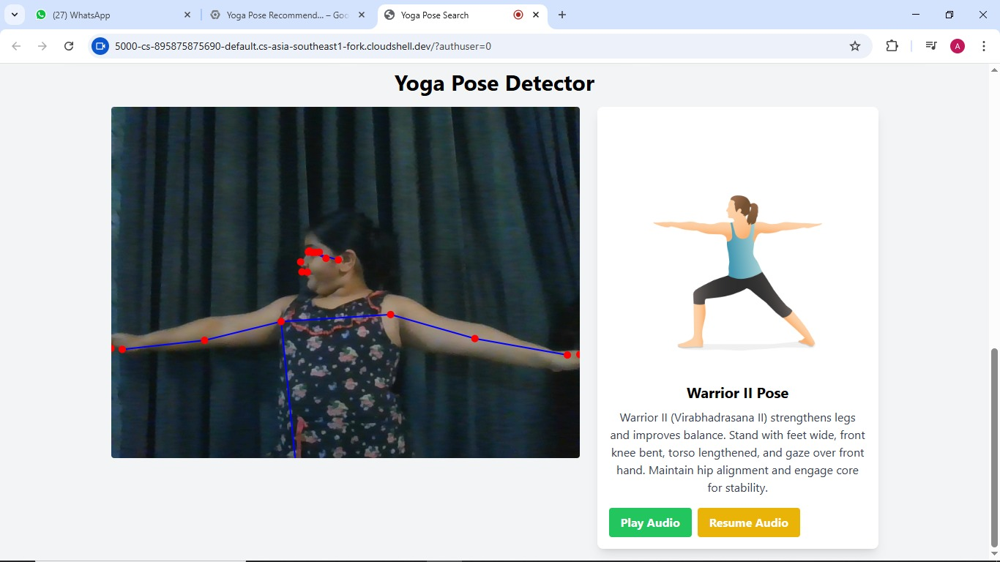 (27) WhatsApp
Yoga Pose Recommend... – Goo
Yoga Pose Search
5000-cs-895875875690-default.cs-asia-southeast1-fork.cloudshell.dev/?authuser=0
A
Yoga Pose Detector
Warrior II Pose
Warrior II (Virabhadrasana II) strengthens legs
and improves balance. Stand with feet wide, front
knee bent, torso lengthened, and gaze over front
hand. Maintain hip alignment and engage core
for stability.
Play Audio
Resume Audio